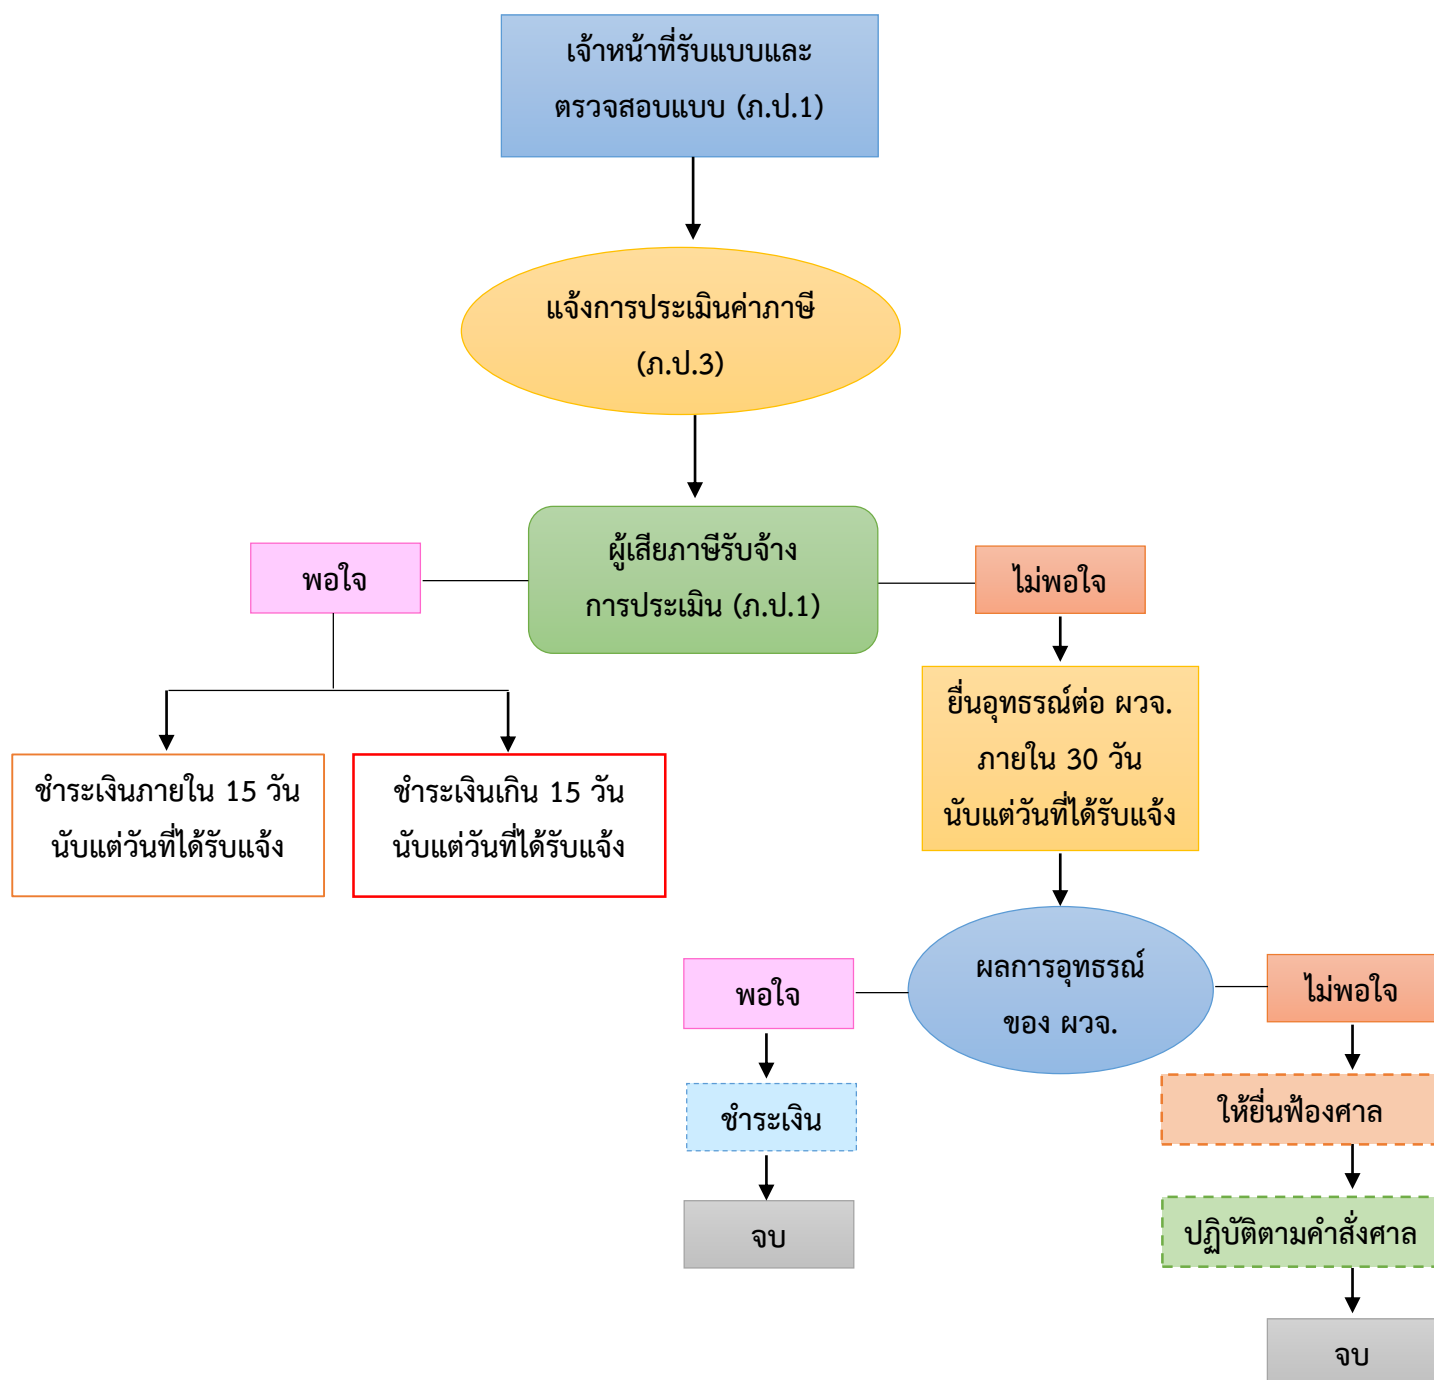 เจ้าหน้าที่รับแบบและ
ตรวจสอบแบบ (ภ.ป.1)
แจ้งการประเมินค่าภาษี
(ภ.ป.3)
ผู้เสียภาษีรับจ้าง
การประเมิน (ภ.ป.1)
พอใจ
ไม่พอใจ
ชำระเงินภายใน 15 วัน
นับแต่วันที่ได้รับแจ้ง
ชำระเงินเกิน 15 วัน
นับแต่วันที่ได้รับแจ้ง
ยื่นอุทธรณ์ต่อ ผวจ.
ภายใน 30 วัน
นับแต่วันที่ได้รับแจ้ง
ผลการอุทธรณ์
ของ ผวจ.
พอใจ
ไม่พอใจ
ชำระเงิน
จบ
ให้ยื่นฟ้องศาล
ปฏิบัติตามคำสั่งศาล
จบ